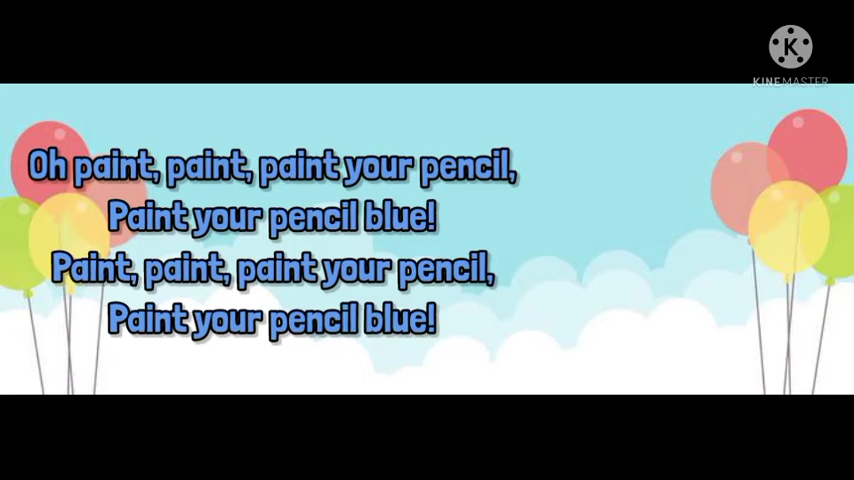 KINEMASTER
Oh paint, paint, paint your pencil,
Paint your pencil blue!
Paint, paint, paint your pencil,
Paint your pencil blue!